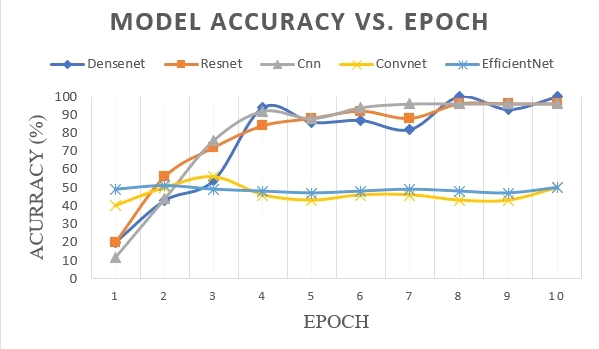 MODEL ACCURACY VS. EPOCH
Densenet Resnet Cnn Convnet EfficientNet
100
90
80
70
60
50
40
30
20
10
0
ACURRACY (%)
1 2 3 4 5 6 7 8 9 10
EPOCH